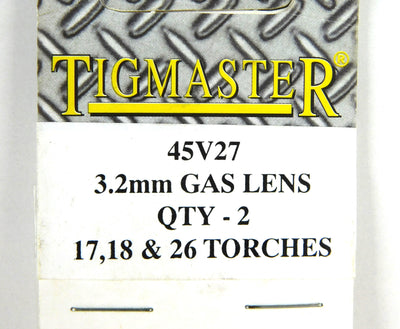 TIGMASTER®
45V27
3.2mm GAS LENS
QTY - 2
17,18 & 26 TORCHES